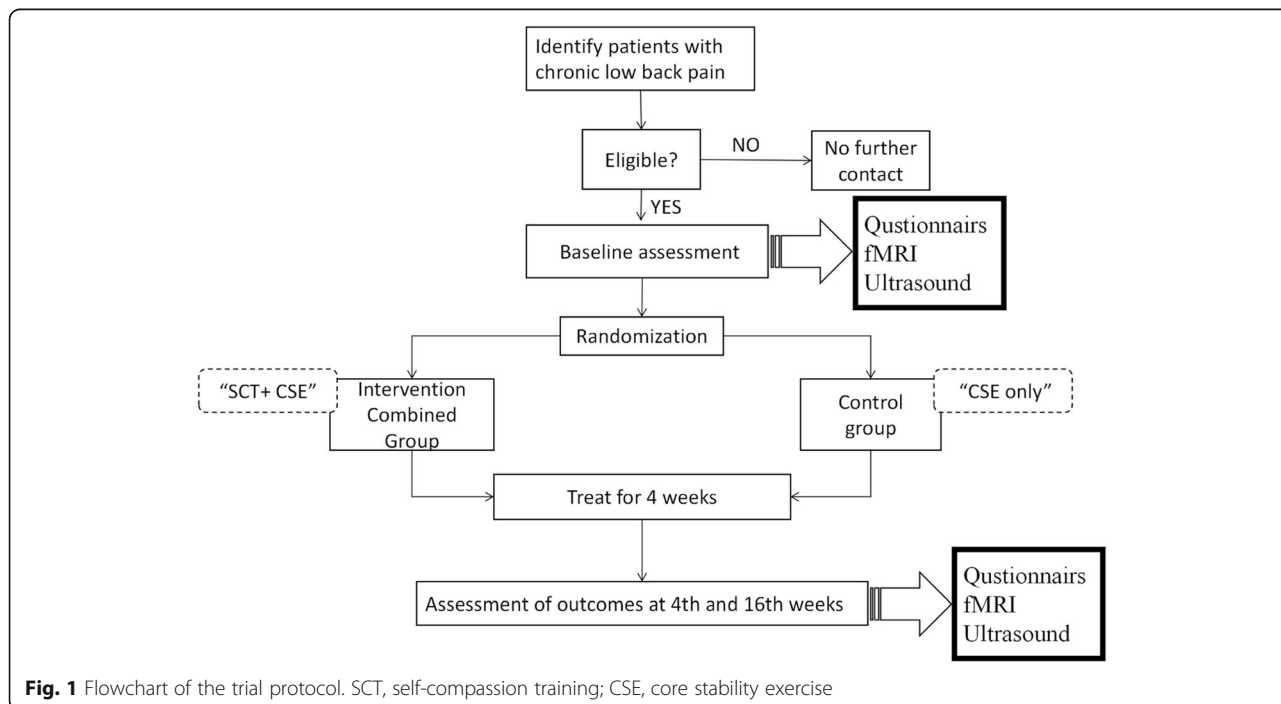 Identify patients with
chronic low back pain
Eligible?
NO
No further
contact
YES
Baseline assessment
Qustionnairs
fMRI
Ultrasound
Randomization
“SCT+ CSE”
Intervention
Combined
Group
Control
group
“CSE only”
Treat for 4 weeks
Assessment of outcomes at 4th and 16th weeks
Qustionnairs
fMRI
Ultrasound
Fig. 1 Flowchart of the trial protocol. SCT, self-compassion training; CSE, core stability exercise